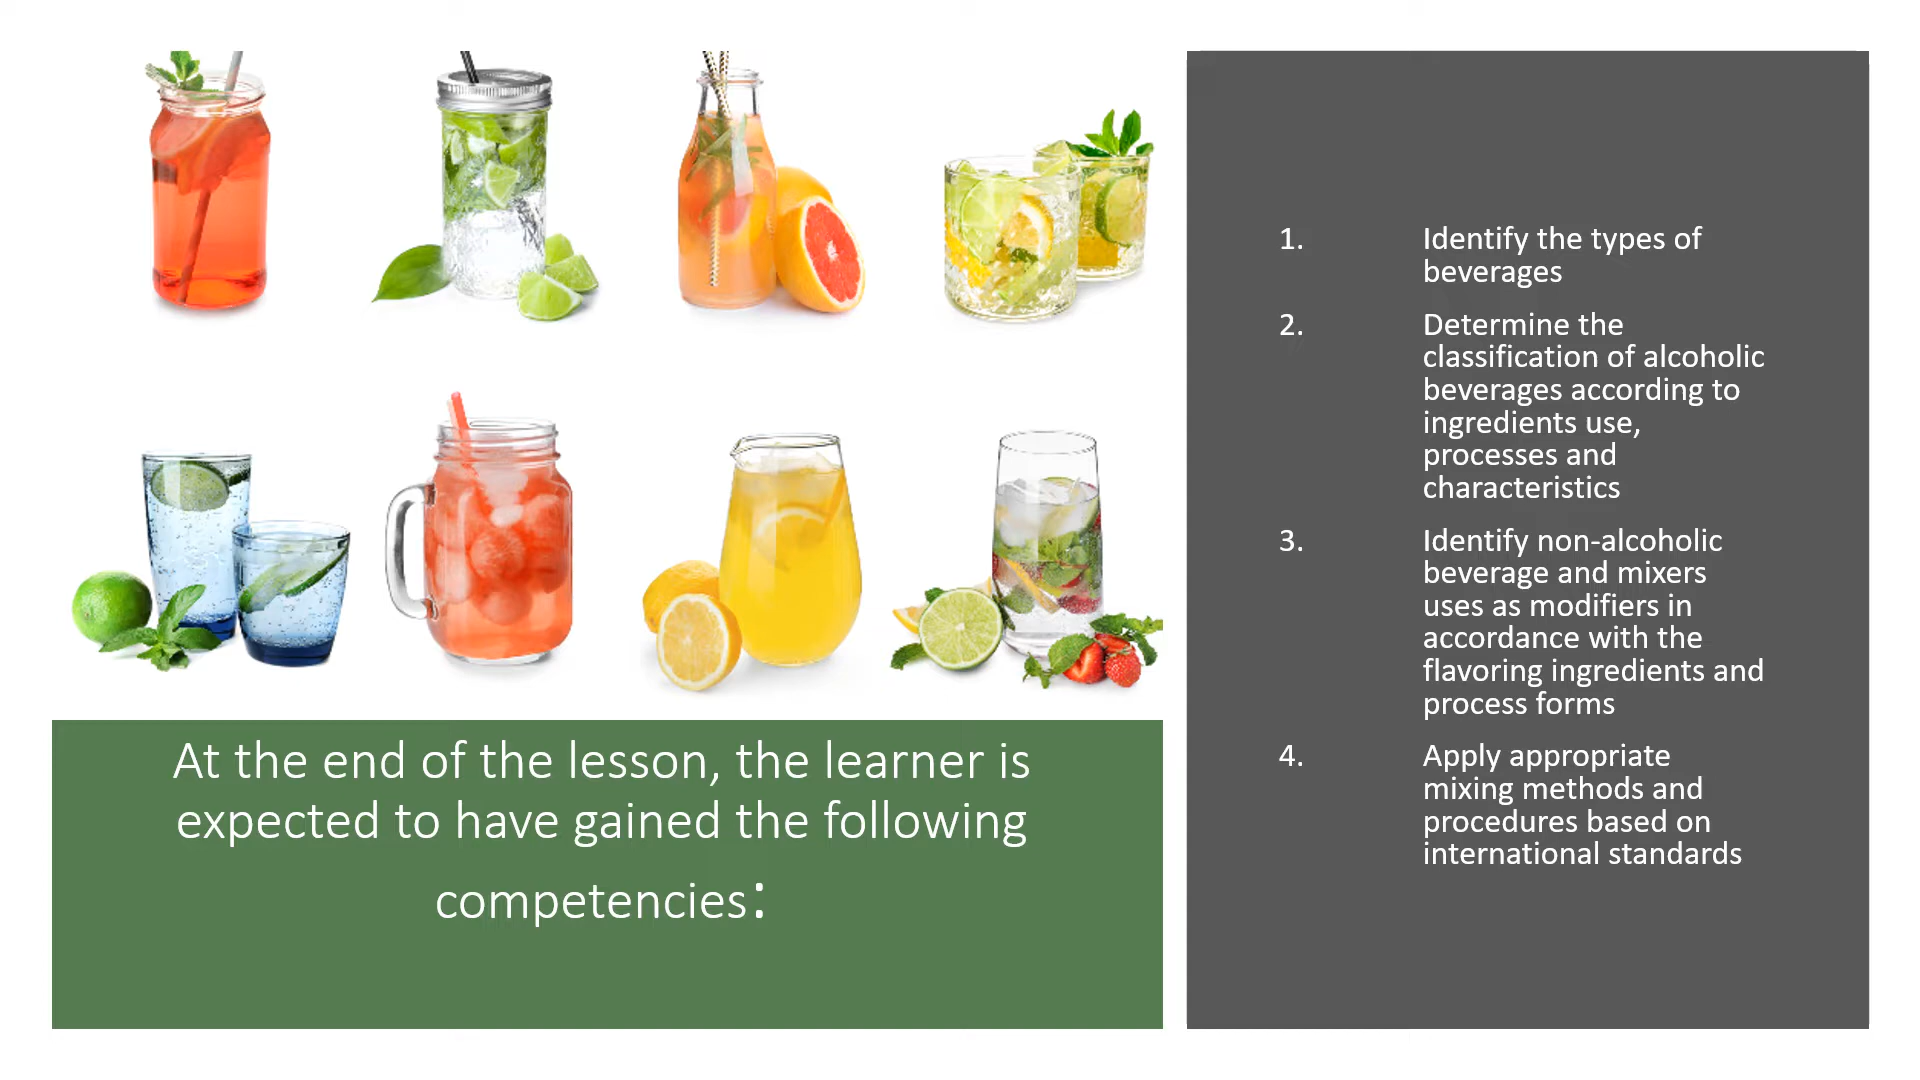 At the end of the lesson, the learner is
expected to have gained the following
competencies:
1. Identify the types of
beverages
2. Determine the
classification of alcoholic
beverages according to
ingredients use,
processes and
characteristics
3. Identify non-alcoholic
beverage and mixers
uses as modifiers in
accordance with the
flavoring ingredients and
process forms
4. Apply appropriate
mixing methods and
procedures based on
international standards